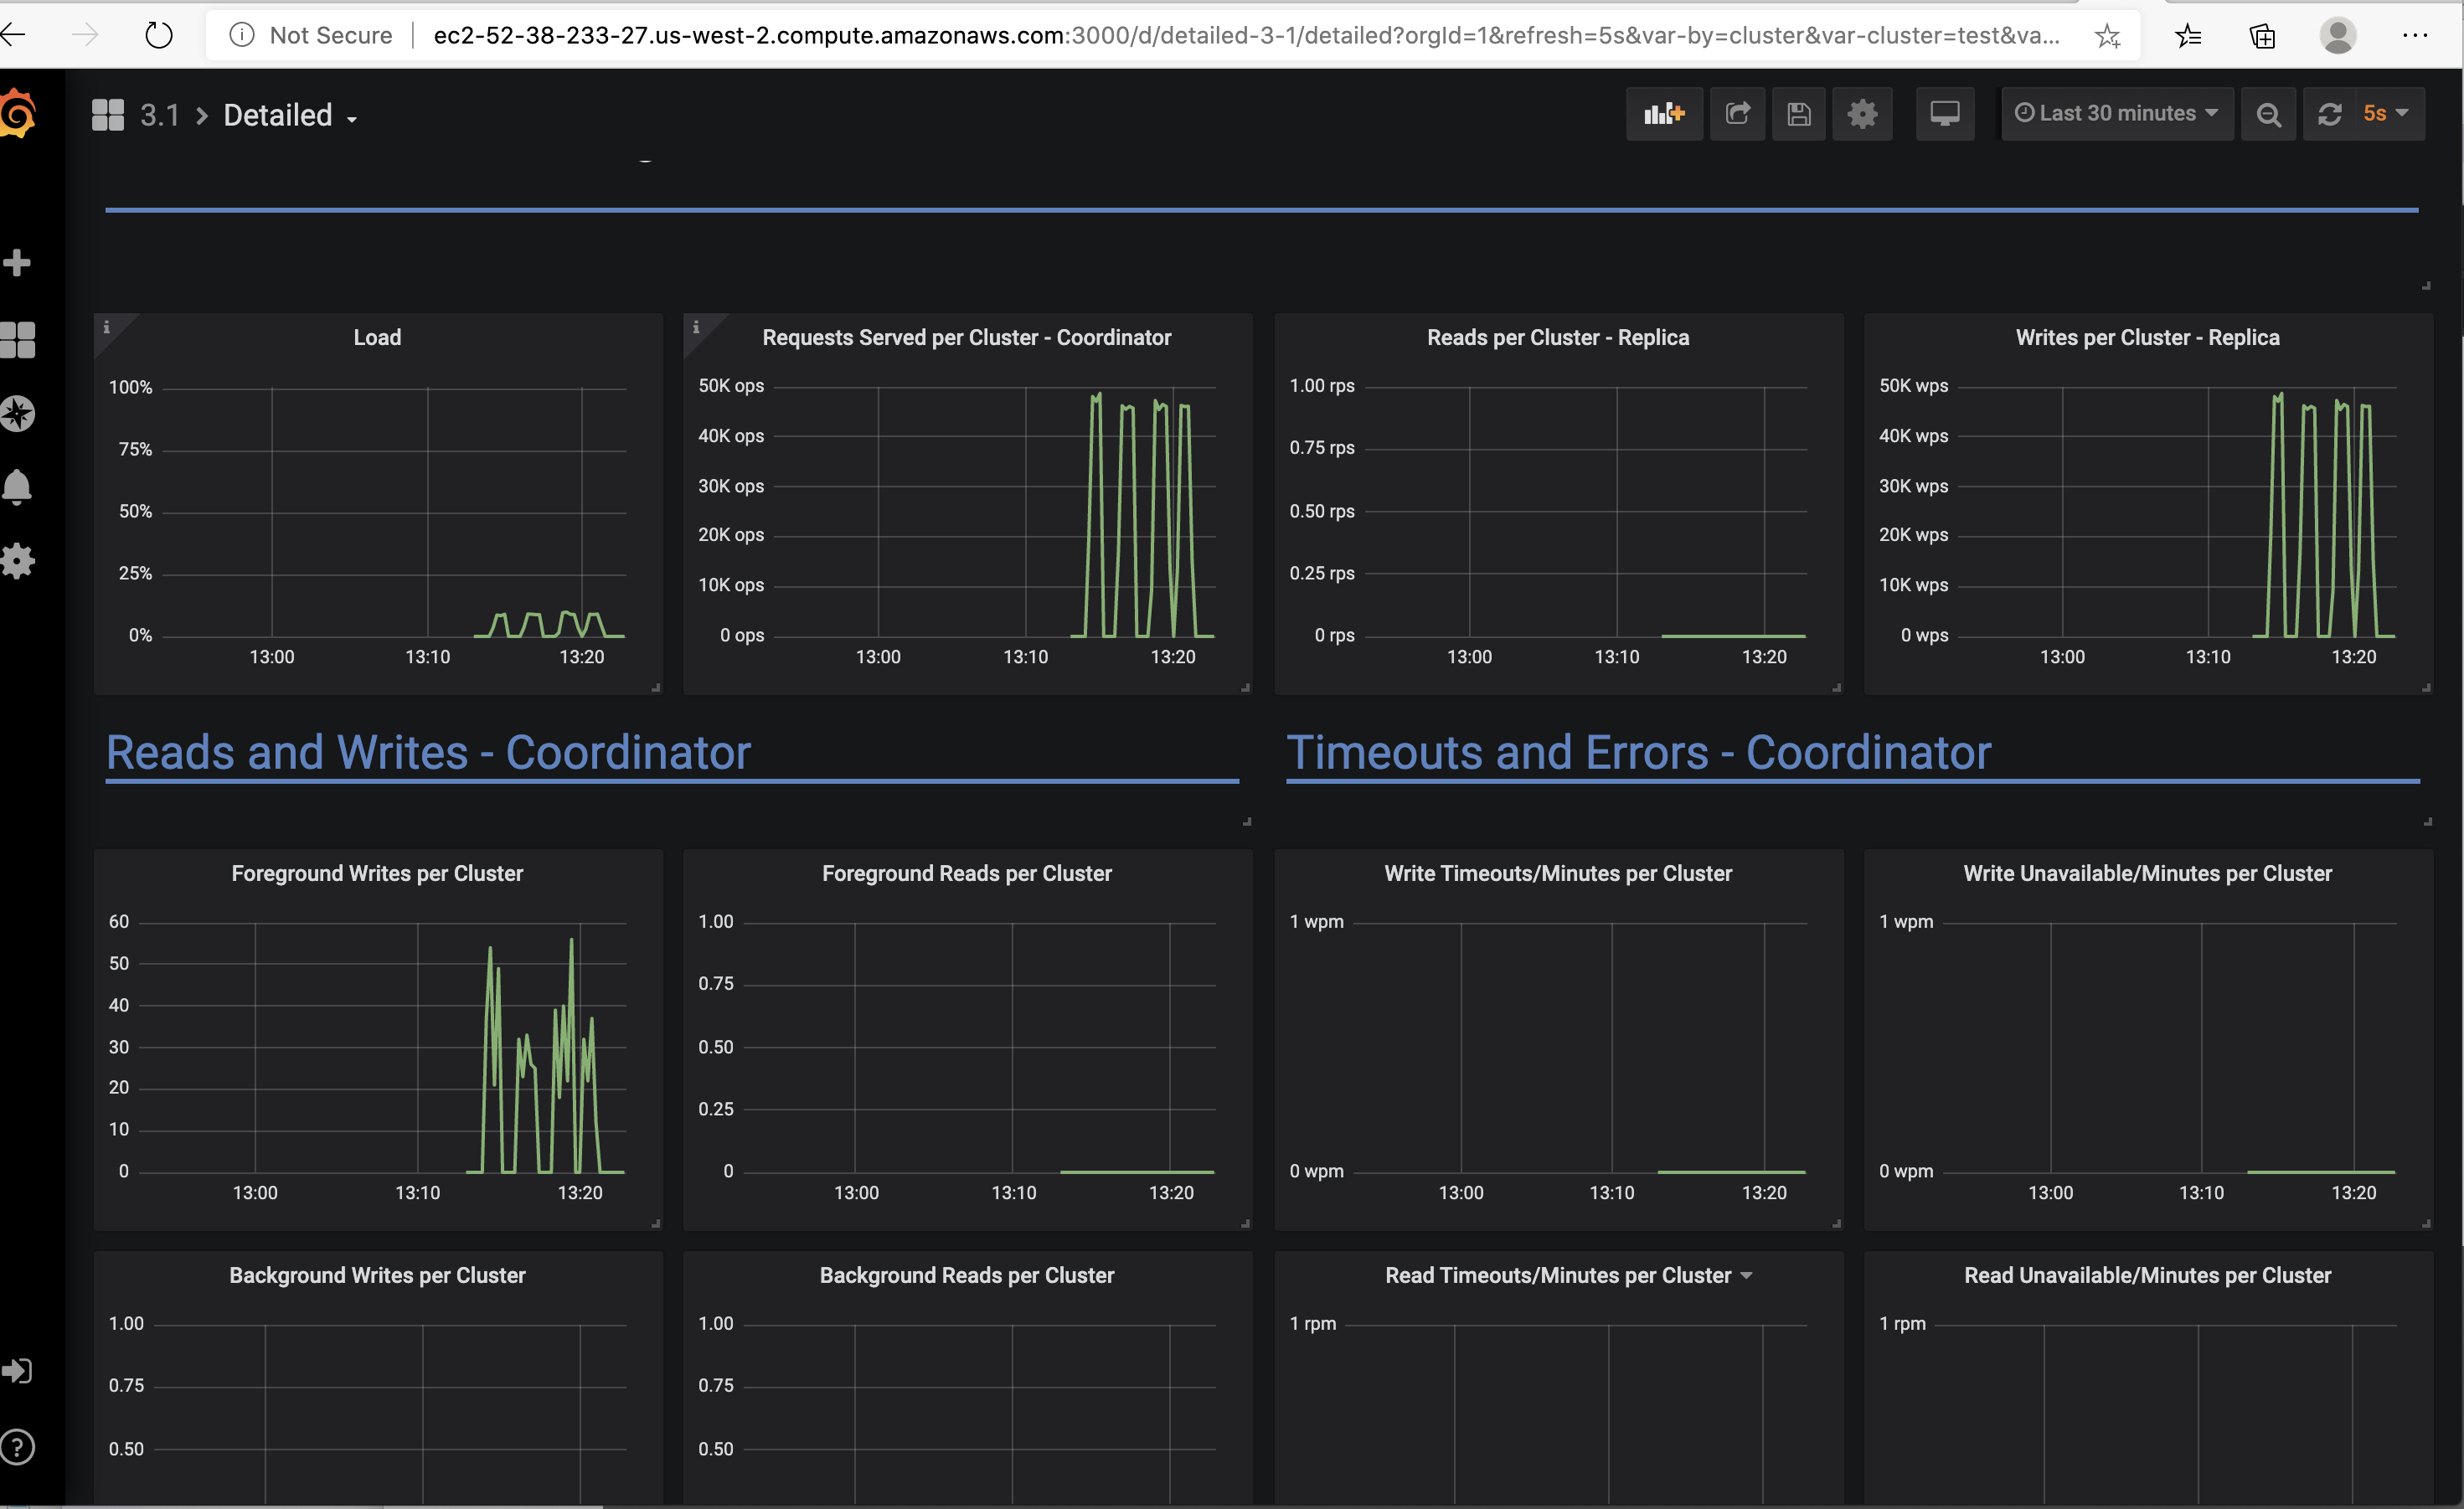 Not Secure
ec2-52-38-233-27.us-west-2.compute.amazonaws.com:3000/d/detailed-3-1/detailed?orgId=1&refresh=5s&var-by=cluster&var-cluster=test&va...
3.1 > Detailed
Last 30 minutes
5s
Load
100%
75%
50%
25%
0%
13:00 13:10 13:20
Requests Served per Cluster - Coordinator
50K ops
40K ops
30K ops
20K ops
10K ops
0 ops
13:00 13:10 13:20
Reads per Cluster - Replica
1.00 rps
0.75 rps
0.50 rps
0.25 rps
0 rps
13:00 13:10 13:20
Writes per Cluster - Replica
50K wps
40K wps
30K wps
20K wps
10K wps
0 wps
13:00 13:10 13:20
Reads and Writes - Coordinator
Timeouts and Errors - Coordinator
Foreground Writes per Cluster
60
50
40
30
20
10
0
13:00 13:10 13:20
Foreground Reads per Cluster
1.00
0.75
0.50
0.25
0
13:00 13:10 13:20
Write Timeouts/Minutes per Cluster
1 wpm
0 wpm
13:00 13:10 13:20
Write Unavailable/Minutes per Cluster
1 wpm
0 wpm
13:00 13:10 13:20
Background Writes per Cluster
1.00
0.75
0.50
Background Reads per Cluster
1.00
0.75
0.50
Read Timeouts/Minutes per Cluster
1 rpm
Read Unavailable/Minutes per Cluster
1 rpm